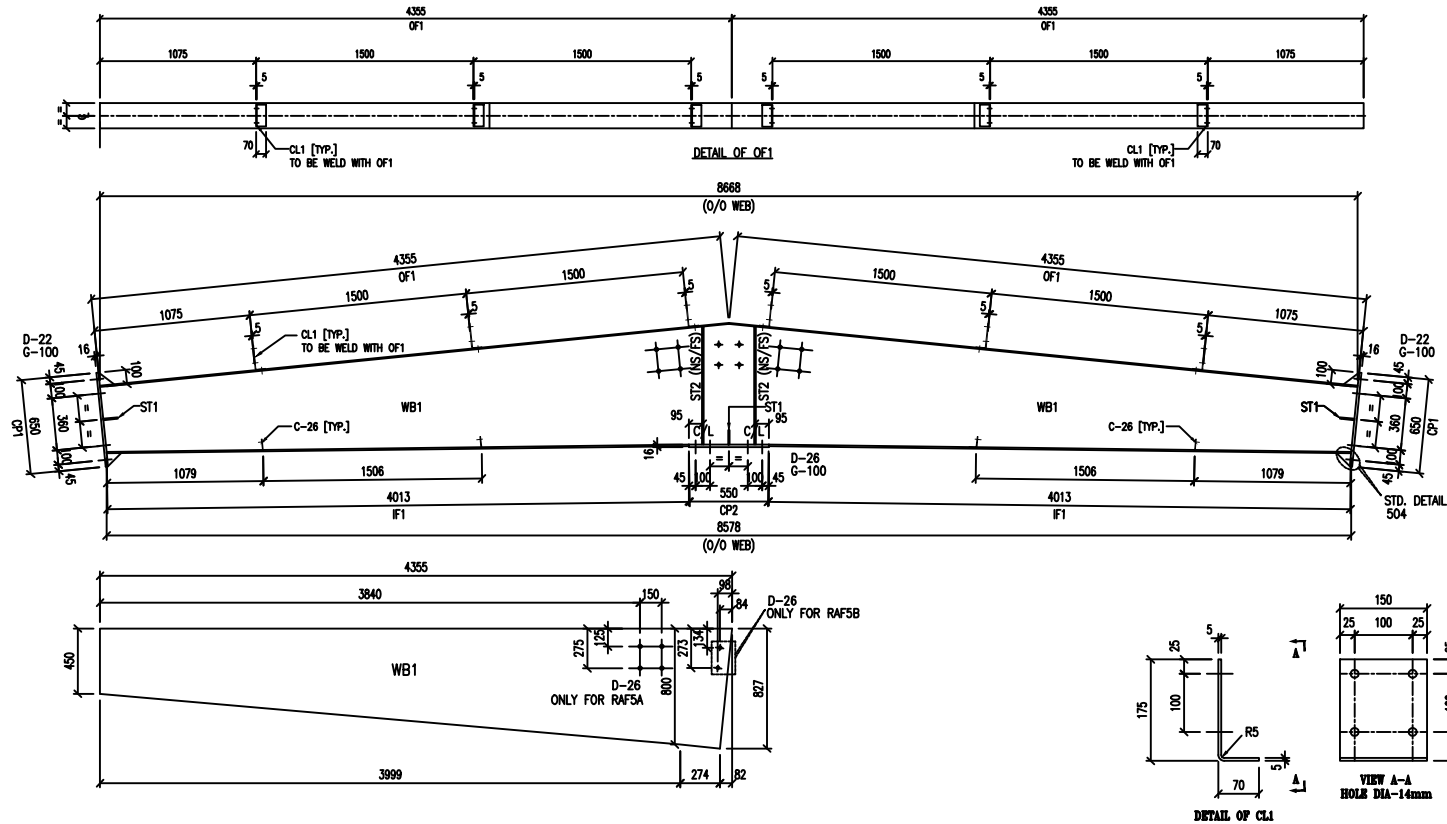 4355 4355
OF1 OF1
1075 1500 1500 1500 1500 1075
5 5 5 5 5 5
= =
70 CL1 [TYP.] CL1 [TYP.] 70
TO BE WELD WITH OF1 TO BE WELD WITH OF1
DETAIL OF OF1
8668
(O/O WEB)
4355 4355
OF1 OF1
1500 1500
1500 5 5 1500
1075 5 5 1075
5 CL1 [TYP.] 5
TO BE WELD WITH OF1
D-22 D-22
G-100 G-100
16 16
45 100 100 45
100 100
650 360 = = ST1 ST1 = = 360 650
CP1 CP1
100 100
45 45
WB1 WB1
ST2 (NS/FS) ST2 (NS/FS)
ST1
95 95
C/L C/L
C-26 [TYP.] C-26 [TYP.]
16 = = D-26
G-100
1079 1506 1506 1079
45 100 100 45
4013 550 4013
IF1 CP2 IF1
STD. DETAIL
504
8578
(O/O WEB)
4355
3840 150 98
84 D-26
ONLY FOR RAF5B
450 275 125 273 134
WB1 800 827
D-26
ONLY FOR RAF5A
3999 274 82
5
25
175 100
R5
5
70
A A
DETAIL OF CL1
150
25 100 25
VIEW A-A
HOLE DIA-14mm